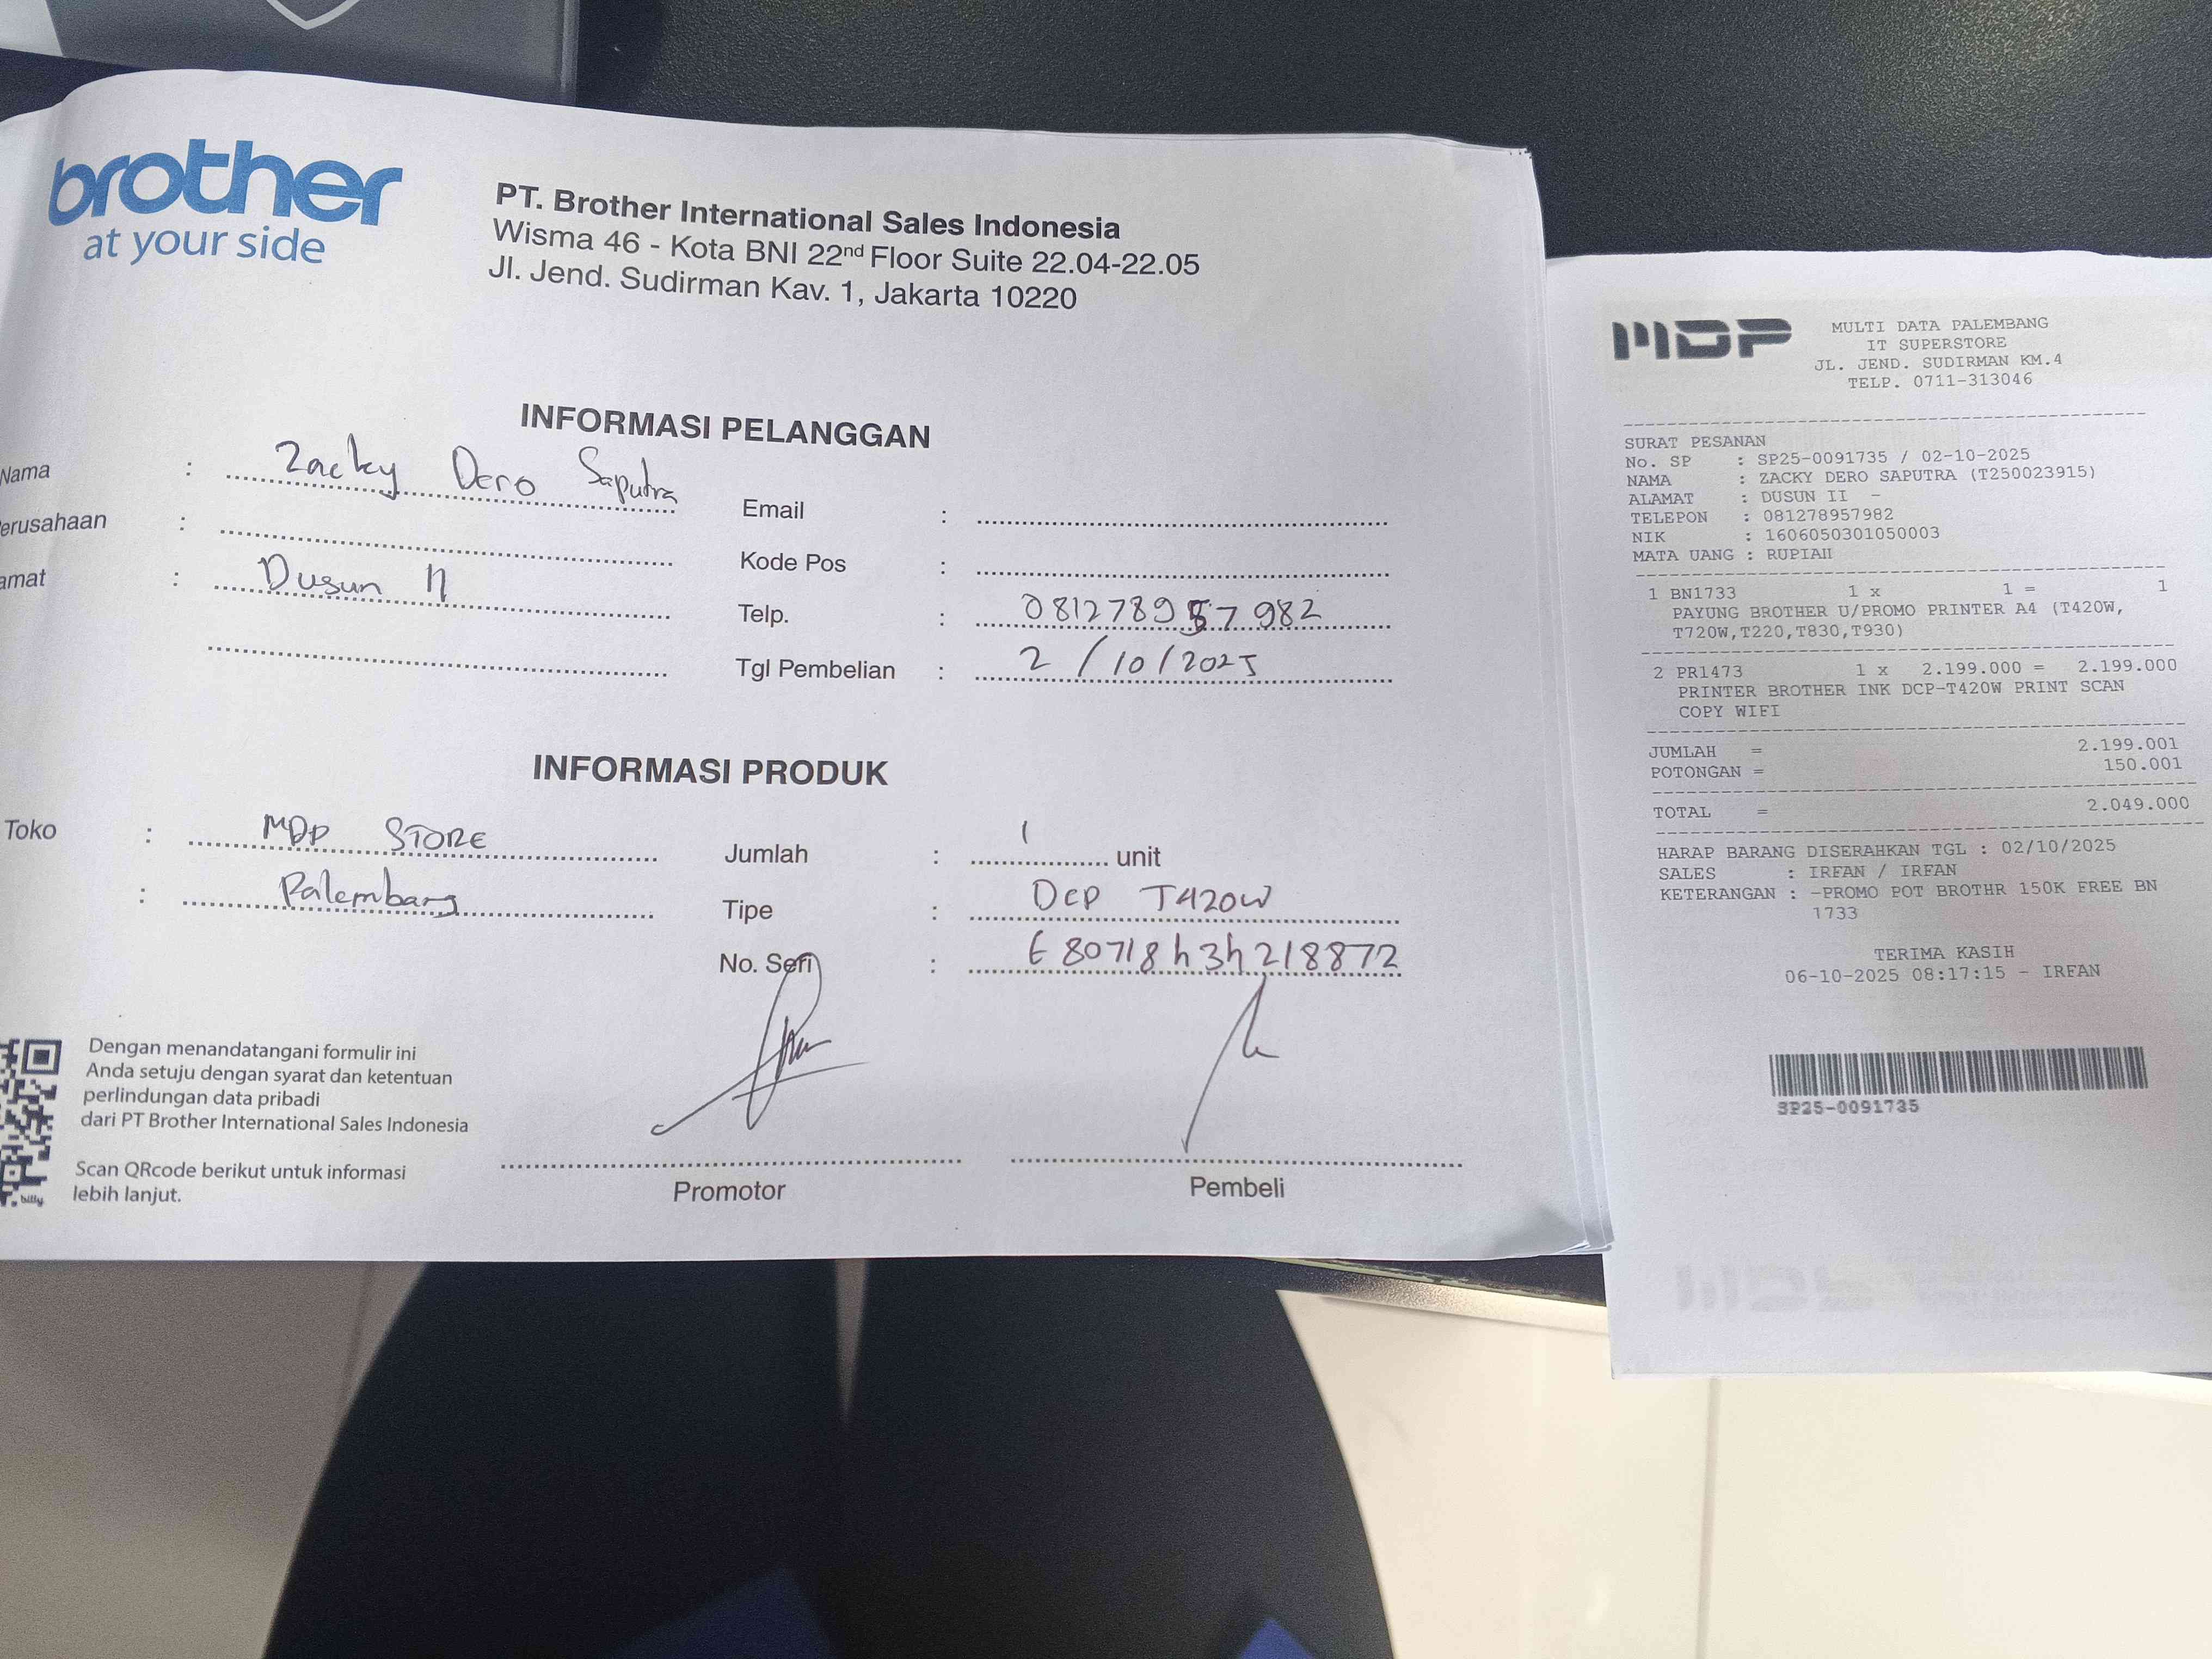 brother
at your side
PT. Brother International Sales Indonesia
Wisma 46 - Kota BNI 22nd Floor Suite 22.04-22.05
Jl. Jend. Sudirman Kav. 1, Jakarta 10220
INFORMASI PELANGGAN
Nama : Zacky Dero Saputra
erusahaan :
amat : Dusun II
Email :
Kode Pos :
Telp. : 081278957982
Tgl Pembelian : 2 / 10 / 2025
INFORMASI PRODUK
Toko : MDP STORE
: Palembang
Jumlah : 1 unit
Tipe : DCP T420W
No. Seri : E80718h3h218872
Dengan menandatangani formulir ini
Anda setuju dengan syarat dan ketentuan
perlindungan data pribadi
dari PT Brother International Sales Indonesia
Scan QRcode berikut untuk informasi
lebih lanjut.
bitly
Promotor
Pembeli
MDP
MULTI DATA PALEMBANG
IT SUPERSTORE
JL. JEND. SUDIRMAN KM.4
TELP. 0711-313046
SURAT PESANAN
No. SP : SP25-0091735 / 02-10-2025
NAMA : ZACKY DERO SAPUTRA (T250023915)
ALAMAT : DUSUN II -
TELEPON : 081278957982
NIK : 1606050301050003
MATA UANG : RUPIAH
1 BN1733 1 x 1 = 1
PAYUNG BROTHER U/PROMO PRINTER A4 (T420W,
T720W,T220,T830,T930)
2 PR1473 1 x 2.199.000 = 2.199.000
PRINTER BROTHER INK DCP-T420W PRINT SCAN
COPY WIFI
JUMLAH = 2.199.001
POTONGAN = 150.001
TOTAL = 2.049.000
HARAP BARANG DISERAHKAN TGL : 02/10/2025
SALES : IRFAN / IRFAN
KETERANGAN : -PROMO POT BROTHR 150K FREE BN
1733
TERIMA KASIH
06-10-2025 08:17:15 - IRFAN
SP25-0091735